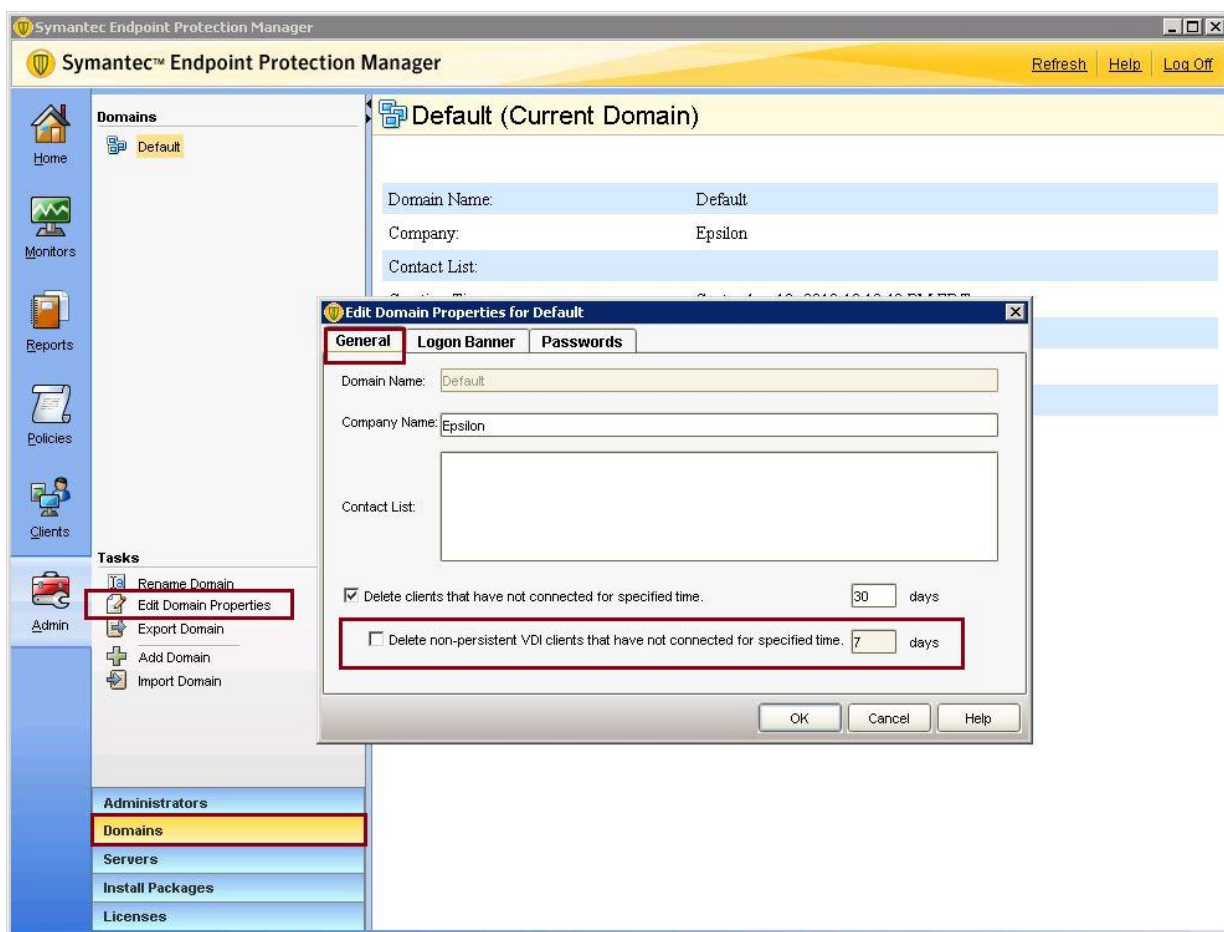 Symantec Endpoint Protection Manager
Symantec™ Endpoint Protection Manager
Refresh Help Log Off
Home
Monitors
Reports
Policies
Clients
Admin
Domains
Default
Default (Current Domain)
Domain Name: Default
Company: Epsilon
Contact List:
Edit Domain Properties for Default
General Logon Banner Passwords
Domain Name: Default
Company Name: Epsilon
Contact List:
Delete clients that have not connected for specified time. 30 days
Delete non-persistent VDI clients that have not connected for specified time. 7 days
OK Cancel Help
Tasks
Rename Domain
Edit Domain Properties
Export Domain
Add Domain
Import Domain
Administrators
Domains
Servers
Install Packages
Licenses